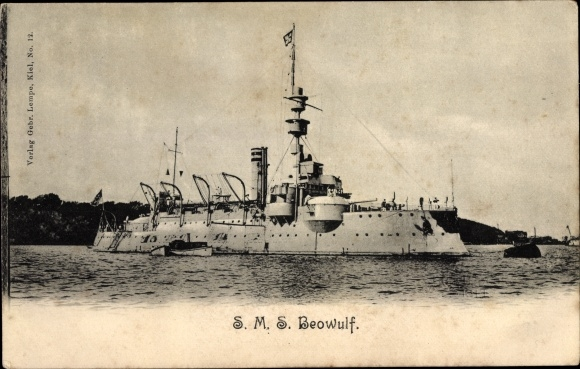 Verlag Gebr. Lempe, Kiel, No. 12.
S. M. S. Beowulf.